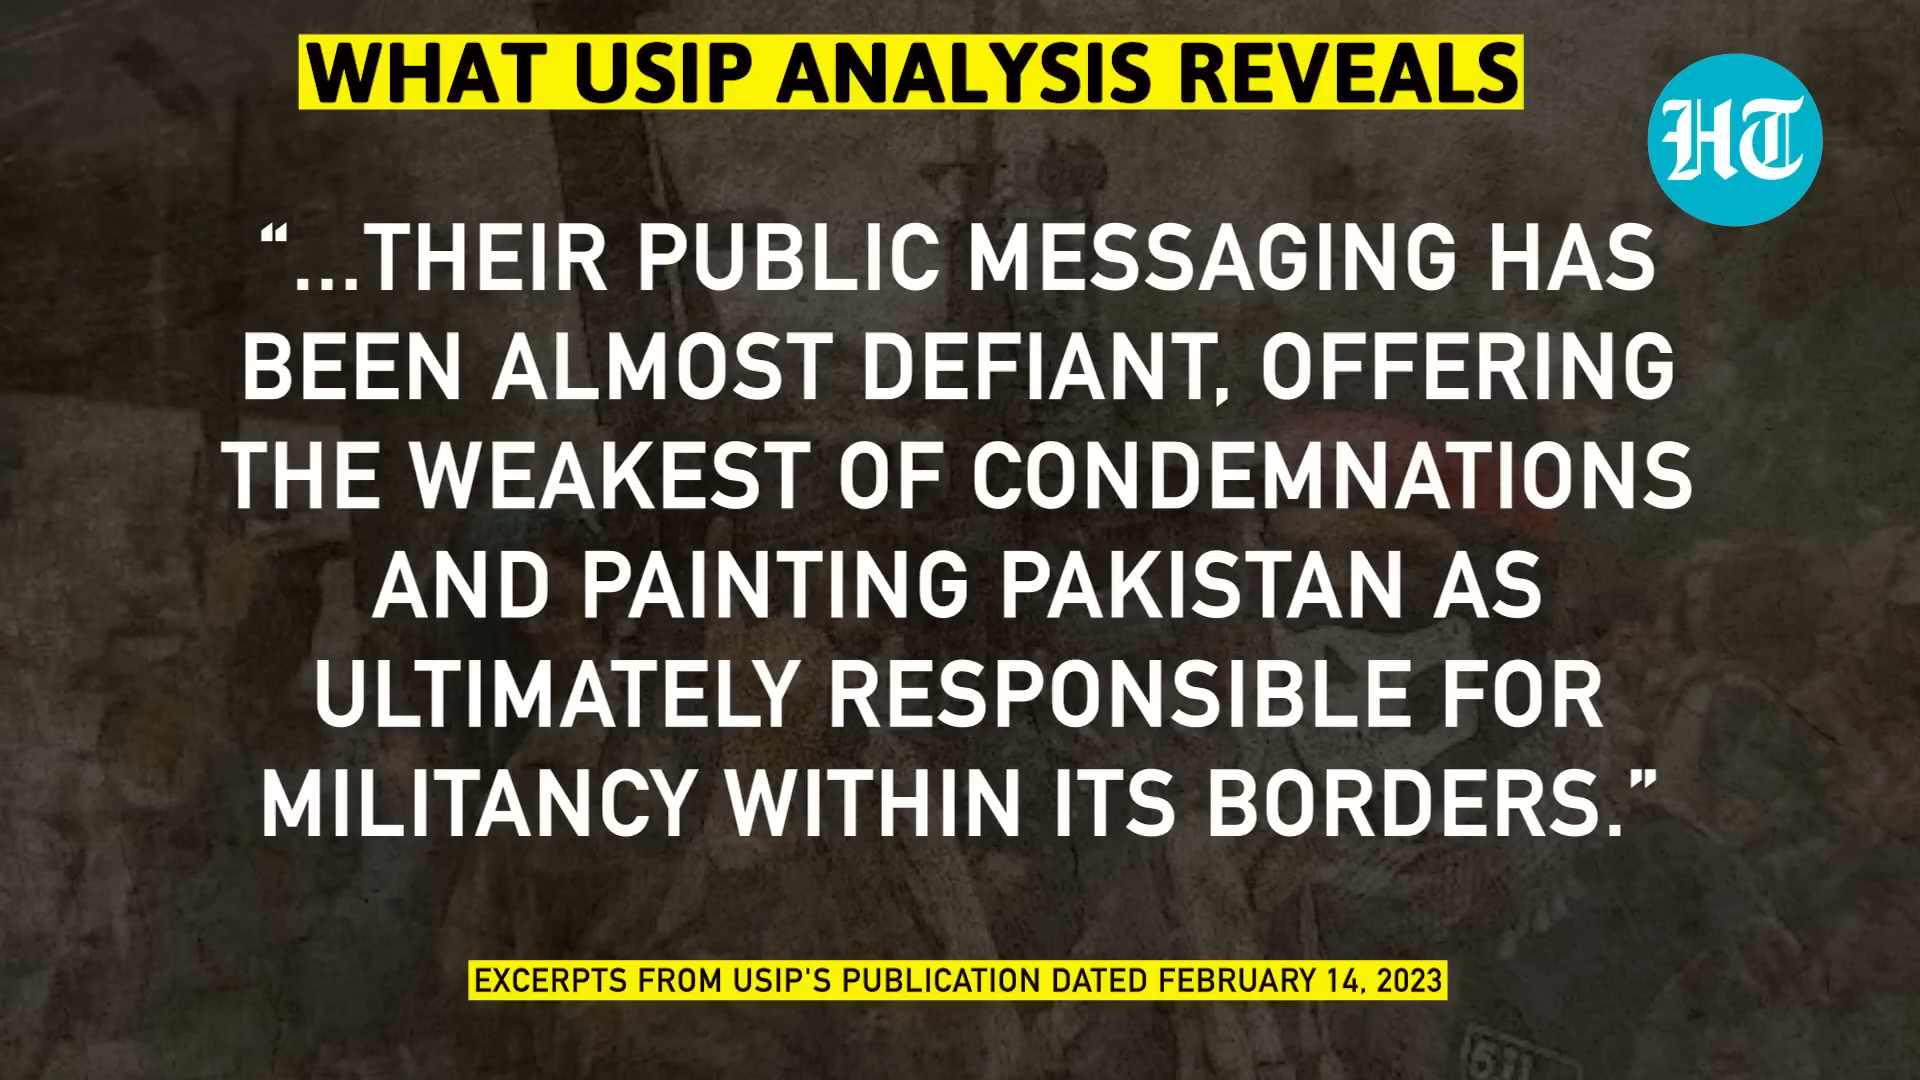 WHAT USIP ANALYSIS REVEALS
HT
“...THEIR PUBLIC MESSAGING HAS
BEEN ALMOST DEFIANT, OFFERING
THE WEAKEST OF CONDEMNATIONS
AND PAINTING PAKISTAN AS
ULTIMATELY RESPONSIBLE FOR
MILITANCY WITHIN ITS BORDERS.”
EXCERPTS FROM USIP'S PUBLICATION DATED FEBRUARY 14, 2023